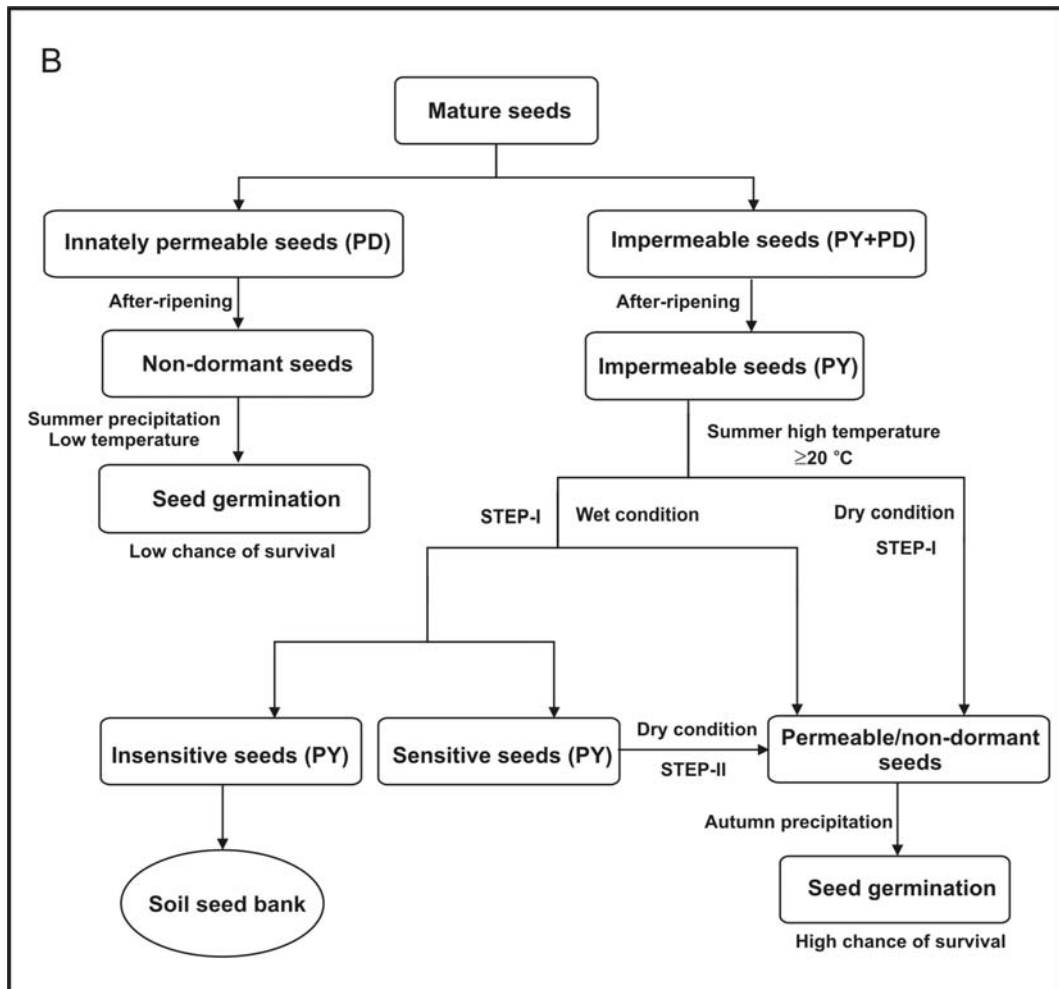 B
Mature seeds
Innately permeable seeds (PD)
Impermeable seeds (PY+PD)
After-ripening
After-ripening
Non-dormant seeds
Impermeable seeds (PY)
Summer precipitation
Low temperature
Summer high temperature
≥20 °C
Seed germination
Low chance of survival
STEP-I
Wet condition
Dry condition
STEP-I
Insensitive seeds (PY)
Sensitive seeds (PY)
Dry condition
STEP-II
Permeable/non-dormant
seeds
Autumn precipitation
Soil seed bank
Seed germination
High chance of survival